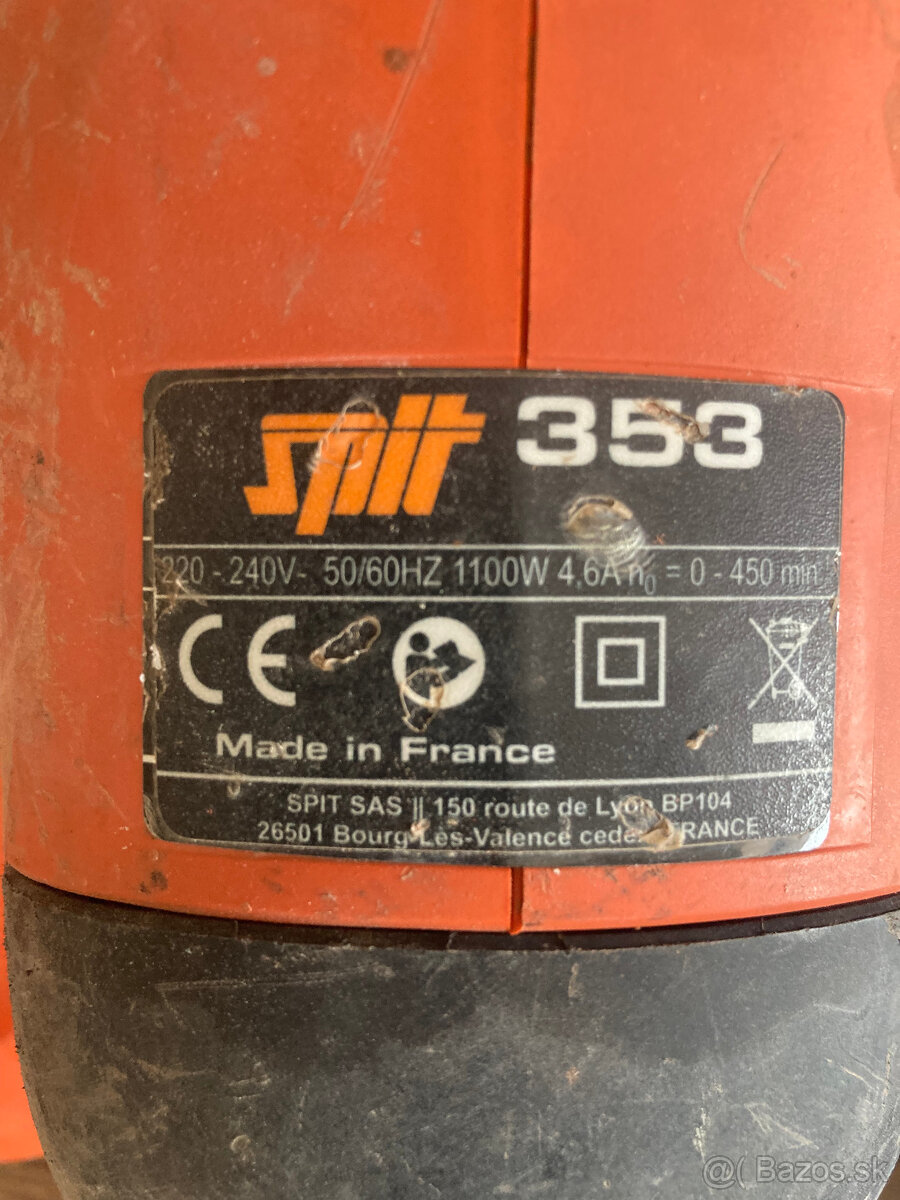 spit 353
220 - 240V~ 50/60HZ 1100W 4,6A n0 = 0 - 450 min
CE
Made in France
SPIT SAS || 150 route de Lyon BP104
26501 Bourg-Lès-Valence cedex FRANCE
@( Bazos.sk